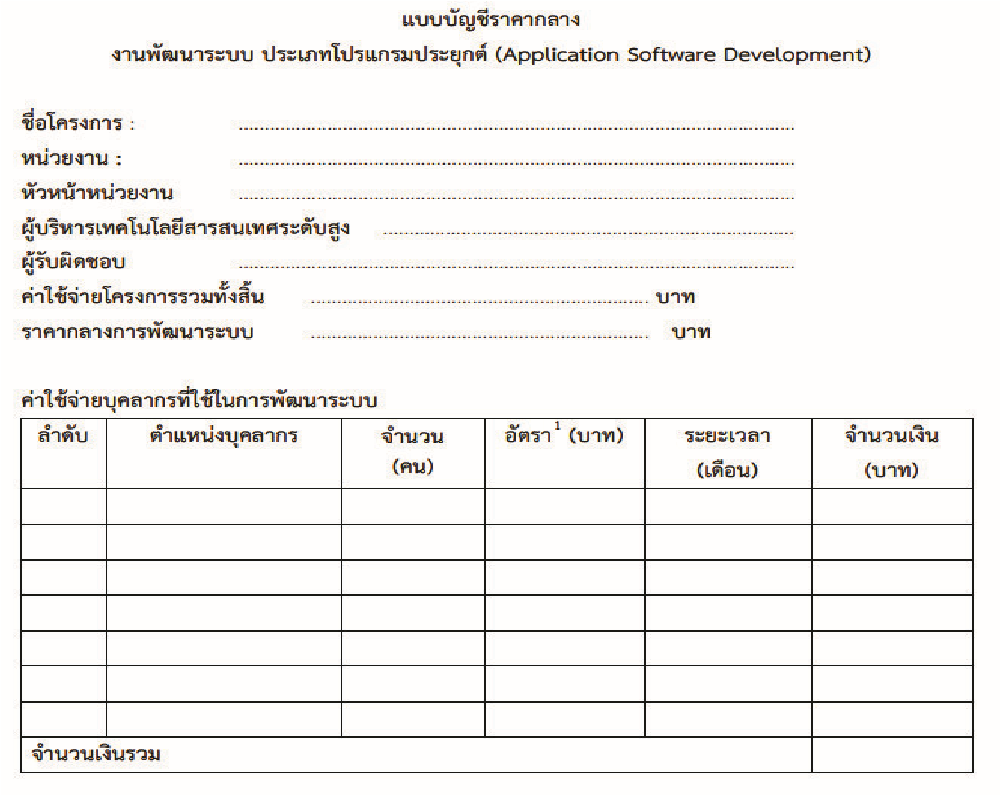 แบบบัญชีราคากลาง
งานพัฒนาระบบ ประเภทโปรแกรมประยุกต์ (Application Software Development)
ชื่อโครงการ : ................................................................
หน่วยงาน : ................................................................
หัวหน้าหน่วยงาน ................................................................
ผู้บริหารเทคโนโลยีสารสนเทศระดับสูง ................................................................
ผู้รับผิดชอบ ................................................................
ค่าใช้จ่ายโครงการรวมทั้งสิ้น ................................................................ บาท
ราคากลางการพัฒนาระบบ ................................................................ บาท
ค่าใช้จ่ายบุคลากรที่ใช้ในการพัฒนาระบบ
ลำดับ ตำแหน่งบุคลากร จำนวน อัตรา¹ (บาท) ระยะเวลา จำนวนเงิน
(คน) (เดือน) (บาท)
จำนวนเงินรวม